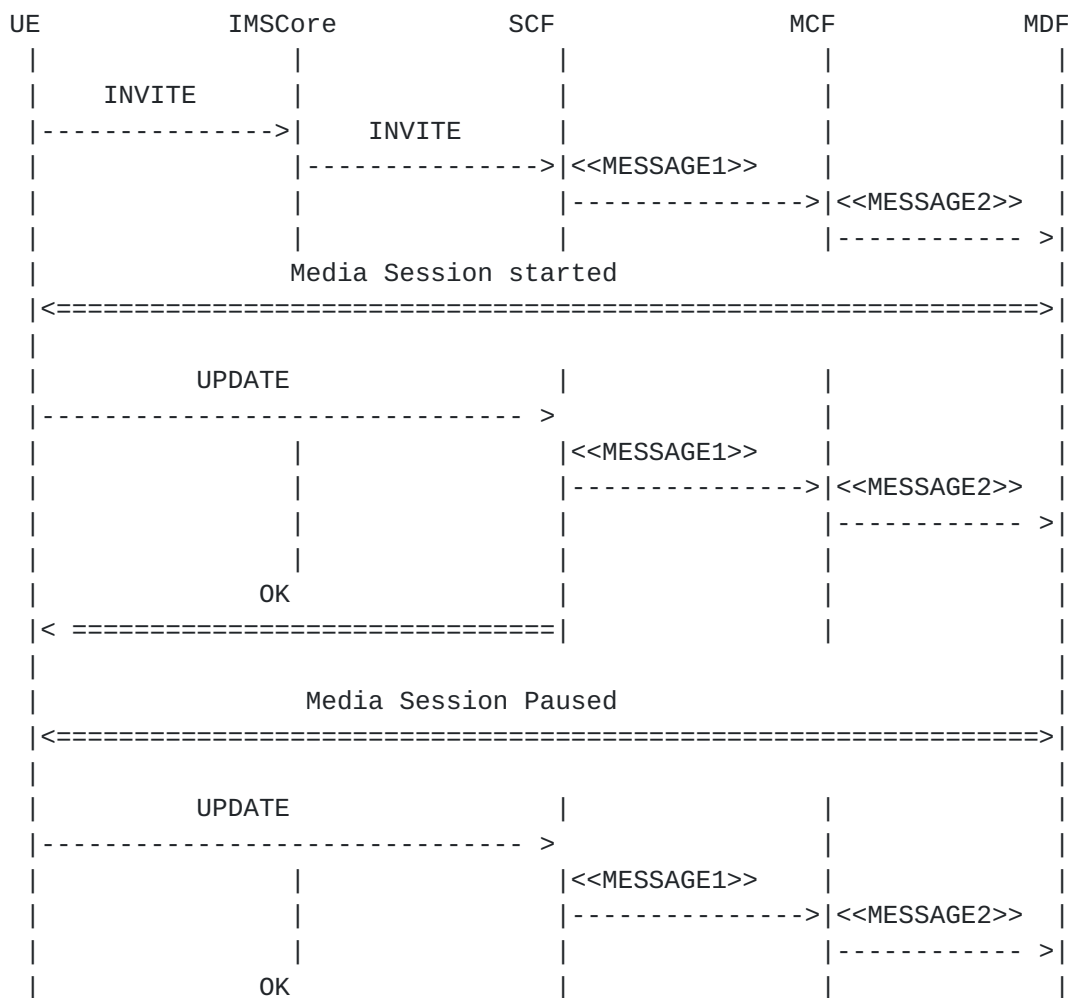 UE IMSCore SCF MCF MDF
INVITE
INVITE
<<MESSAGE1>>
<<MESSAGE2>>
Media Session started
UPDATE
<<MESSAGE1>>
<<MESSAGE2>>
OK
Media Session Paused
UPDATE
<<MESSAGE1>>
<<MESSAGE2>>
OK